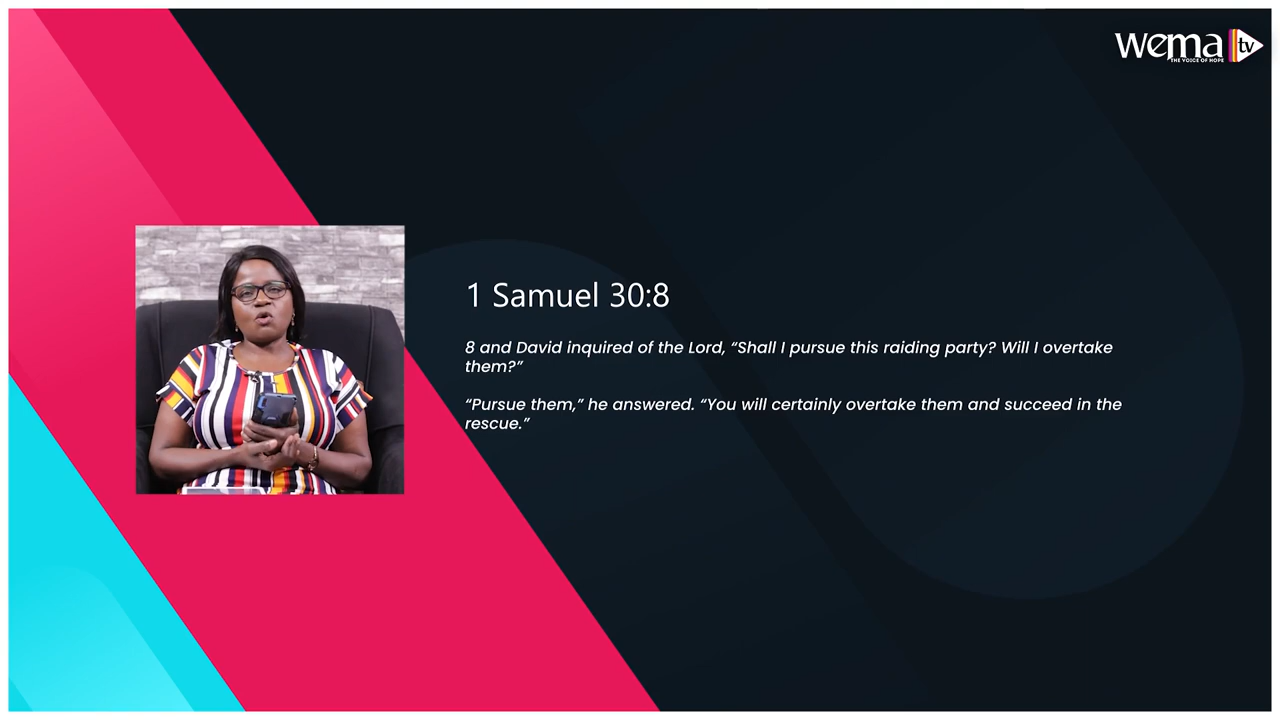 wema tv
THE VOICE OF HOPE
1 Samuel 30:8
8 and David inquired of the Lord, “Shall I pursue this raiding party? Will I overtake
them?”
“Pursue them,” he answered. “You will certainly overtake them and succeed in the
rescue.”